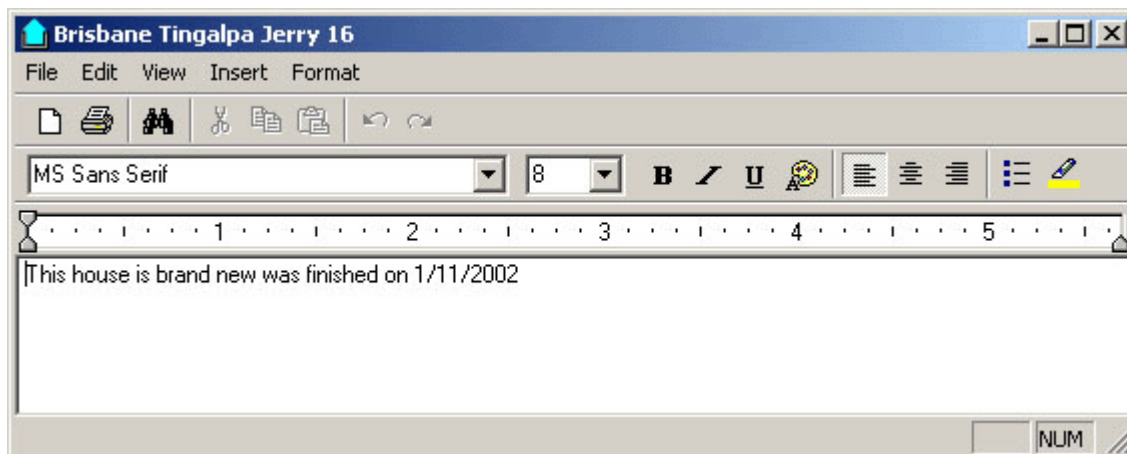 Brisbane Tingalpa Jerry 16
File Edit View Insert Format
MS Sans Serif 8 B I U A
1 2 3 4 5
This house is brand new was finished on 1/11/2002
NUM